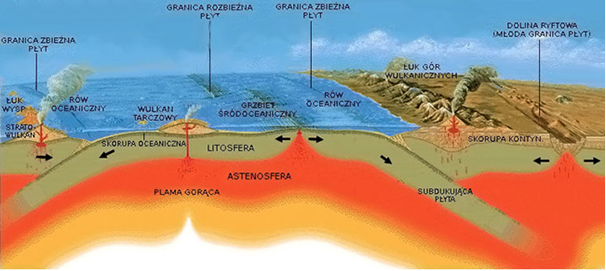 GRANICA ROZBIEŻNA
PŁYT
GRANICA ZBIEŻNA
PŁYT
DOLINA RYFTOWA
(MŁODA GRANICA PŁYT)
GRANICA ZBIEŻNA
PŁYT
ŁUK GÓR
WULKANICZNYCH
ŁUK
WYSP
RÓW
OCEANICZNY
WULKAN
TARCZOWY
GRZBIET
ŚRÓDOCEANICZNY
RÓW
OCEANICZNY
STRATO-
WULKAN
SKORUPA OCEANICZNA
LITOSFERA
SKORUPA KONTYN.
ASTENOSFERA
PLAMA GORĄCA
SUBDUKUJĄCA
PŁYTA